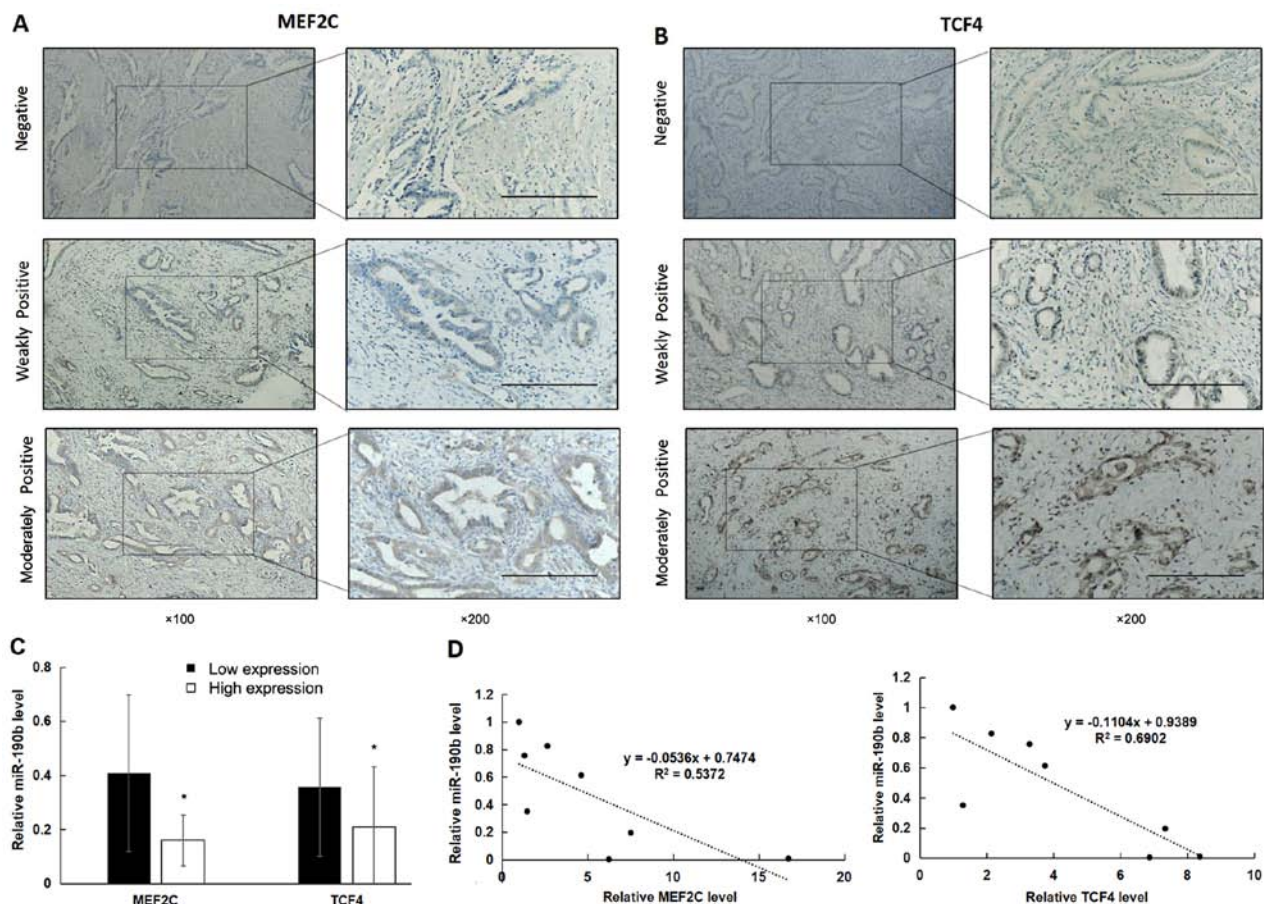 A
MEF2C
B
TCF4
Negative
Weakly Positive
Moderately Positive
×100
×200
Negative
Weakly Positive
Moderately Positive
×100
×200
C
Relative miR-190b level
0.8
0.6
0.4
0.2
0
Low expression
High expression
*
*
MEF2C
TCF4
D
Relative miR-190b level
1.2
1
0.8
0.6
0.4
0.2
0
y = -0.0536x + 0.7474
R² = 0.5372
0
5
10
15
20
Relative MEF2C level
Relative miR-190b level
1.2
1
0.8
0.6
0.4
0.2
0
y = -0.1104x + 0.9389
R² = 0.6902
0
2
4
6
8
10
Relative TCF4 level